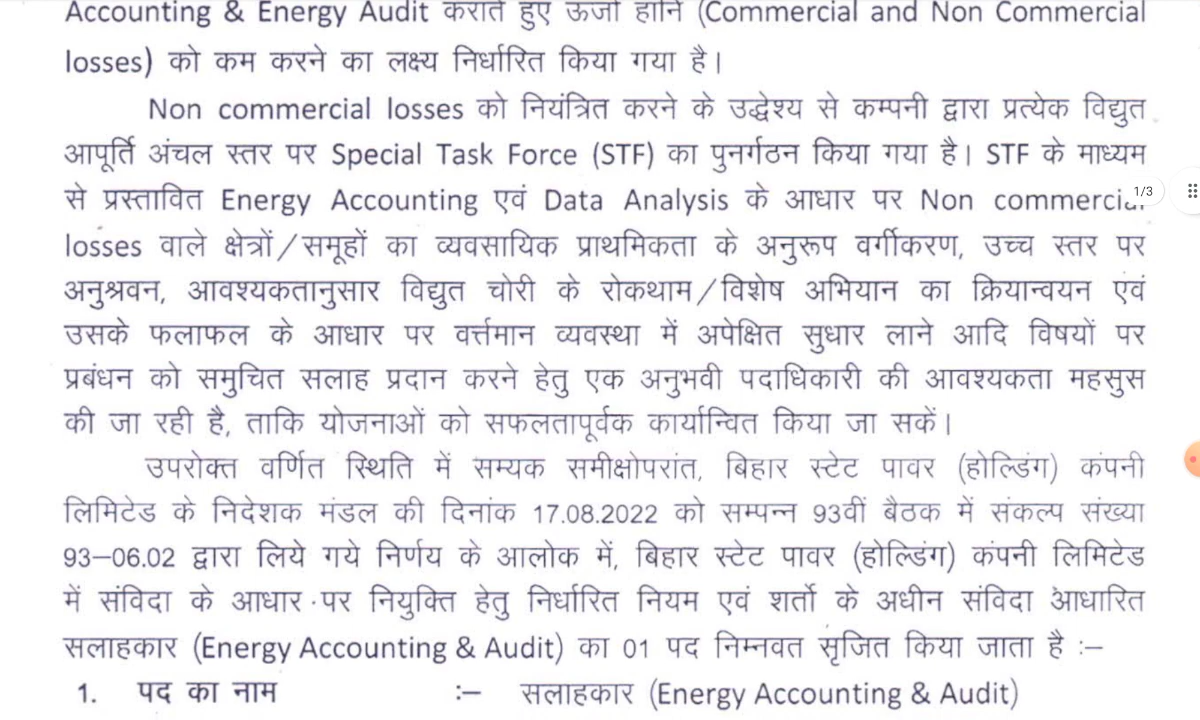 Accounting & Energy Audit कराते हुए ऊर्जा हानि (Commercial and Non Commercial
losses) को कम करने का लक्ष्य निर्धारित किया गया है।
Non commercial losses को नियंत्रित करने के उद्धेश्य से कम्पनी द्वारा प्रत्येक विद्युत
आपूर्ति अंचल स्तर पर Special Task Force (STF) का पुनर्गठन किया गया है। STF के माध्यम
से प्रस्तावित Energy Accounting एवं Data Analysis के आधार पर Non commercial
1/3
losses वाले क्षेत्रों/समूहों का व्यवसायिक प्राथमिकता के अनुरूप वर्गीकरण, उच्च स्तर पर
अनुश्रवन, आवश्यकतानुसार विद्युत चोरी के रोकथाम/विशेष अभियान का क्रियान्वयन एवं
उसके फलाफल के आधार पर वर्त्तमान व्यवस्था में अपेक्षित सुधार लाने आदि विषयों पर
प्रबंधन को समुचित सलाह प्रदान करने हेतु एक अनुभवी पदाधिकारी की आवश्यकता महसुस
की जा रही है, ताकि योजनाओं को सफलतापूर्वक कार्यान्वित किया जा सकें।
उपरोक्त वर्णित स्थिति में सम्यक समीक्षोपरांत, बिहार स्टेट पावर (होल्डिंग) कंपनी
लिमिटेड के निदेशक मंडल की दिनांक 17.08.2022 को सम्पन्न 93वीं बैठक में संकल्प संख्या
93–06.02 द्वारा लिये गये निर्णय के आलोक में, बिहार स्टेट पावर (होल्डिंग) कंपनी लिमिटेड
में संविदा के आधार पर नियुक्ति हेतु निर्धारित नियम एवं शर्तो के अधीन संविदा आधारित
सलाहकार (Energy Accounting & Audit) का 01 पद निम्नवत सृजित किया जाता है :–
1. पद का नाम :– सलाहकार (Energy Accounting & Audit)